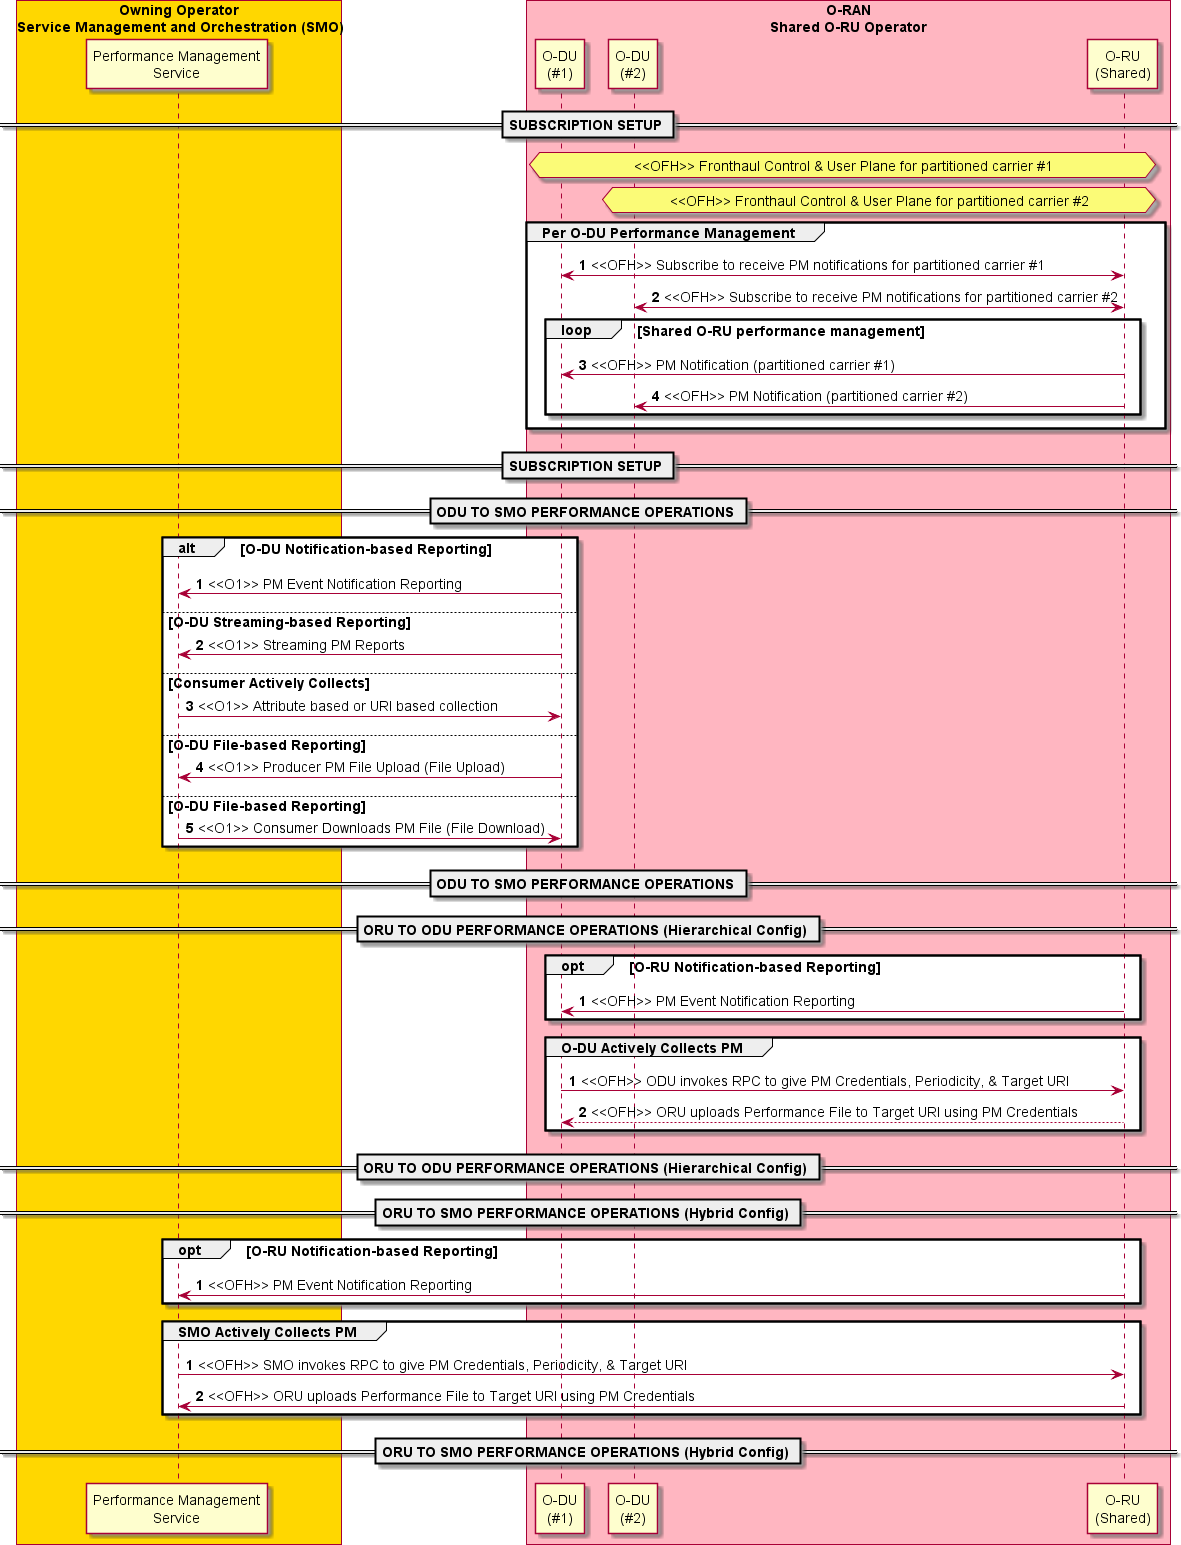 Owning Operator
Service Management and Orchestration (SMO)
O-RAN
Shared O-RU Operator
Performance Management
Service
O-DU
(#1)
O-DU
(#2)
O-RU
(Shared)
SUBSCRIPTION SETUP
<<OFH>> Fronthaul Control & User Plane for partitioned carrier #1
<<OFH>> Fronthaul Control & User Plane for partitioned carrier #2
Per O-DU Performance Management
1 <<OFH>> Subscribe to receive PM notifications for partitioned carrier #1
2 <<OFH>> Subscribe to receive PM notifications for partitioned carrier #2
loop [Shared O-RU performance management]
3 <<OFH>> PM Notification (partitioned carrier #1)
4 <<OFH>> PM Notification (partitioned carrier #2)
SUBSCRIPTION SETUP
ODU TO SMO PERFORMANCE OPERATIONS
alt [O-DU Notification-based Reporting]
1 <<O1>> PM Event Notification Reporting
[O-DU Streaming-based Reporting]
2 <<O1>> Streaming PM Reports
[Consumer Actively Collects]
3 <<O1>> Attribute based or URI based collection
[O-DU File-based Reporting]
4 <<O1>> Producer PM File Upload (File Upload)
[O-DU File-based Reporting]
5 <<O1>> Consumer Downloads PM File (File Download)
ODU TO SMO PERFORMANCE OPERATIONS
ORU TO ODU PERFORMANCE OPERATIONS (Hierarchical Config)
opt [O-RU Notification-based Reporting]
1 <<OFH>> PM Event Notification Reporting
O-DU Actively Collects PM
1 <<OFH>> ODU invokes RPC to give PM Credentials, Periodicity, & Target URI
2 <<OFH>> ORU uploads Performance File to Target URI using PM Credentials
ORU TO ODU PERFORMANCE OPERATIONS (Hierarchical Config)
ORU TO SMO PERFORMANCE OPERATIONS (Hybrid Config)
opt [O-RU Notification-based Reporting]
1 <<OFH>> PM Event Notification Reporting
SMO Actively Collects PM
1 <<OFH>> SMO invokes RPC to give PM Credentials, Periodicity, & Target URI
2 <<OFH>> ORU uploads Performance File to Target URI using PM Credentials
ORU TO SMO PERFORMANCE OPERATIONS (Hybrid Config)
Performance Management
Service
O-DU
(#1)
O-DU
(#2)
O-RU
(Shared)